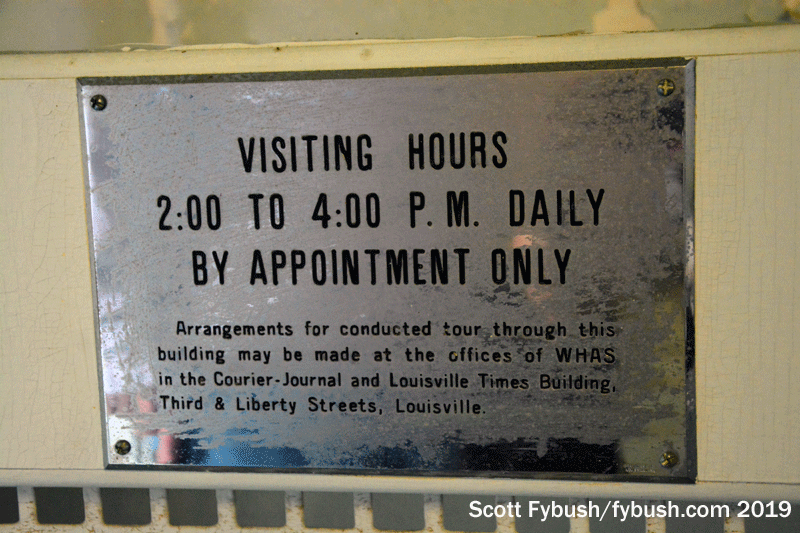 VISITING HOURS
2:00 TO 4:00 P.M. DAILY
BY APPOINTMENT ONLY
Arrangements for conducted tour through this
building may be made at the offices of WHAS
in the Courier-Journal and Louisville Times Building,
Third & Liberty Streets, Louisville.
Scott Fybush/fybush.com 2019